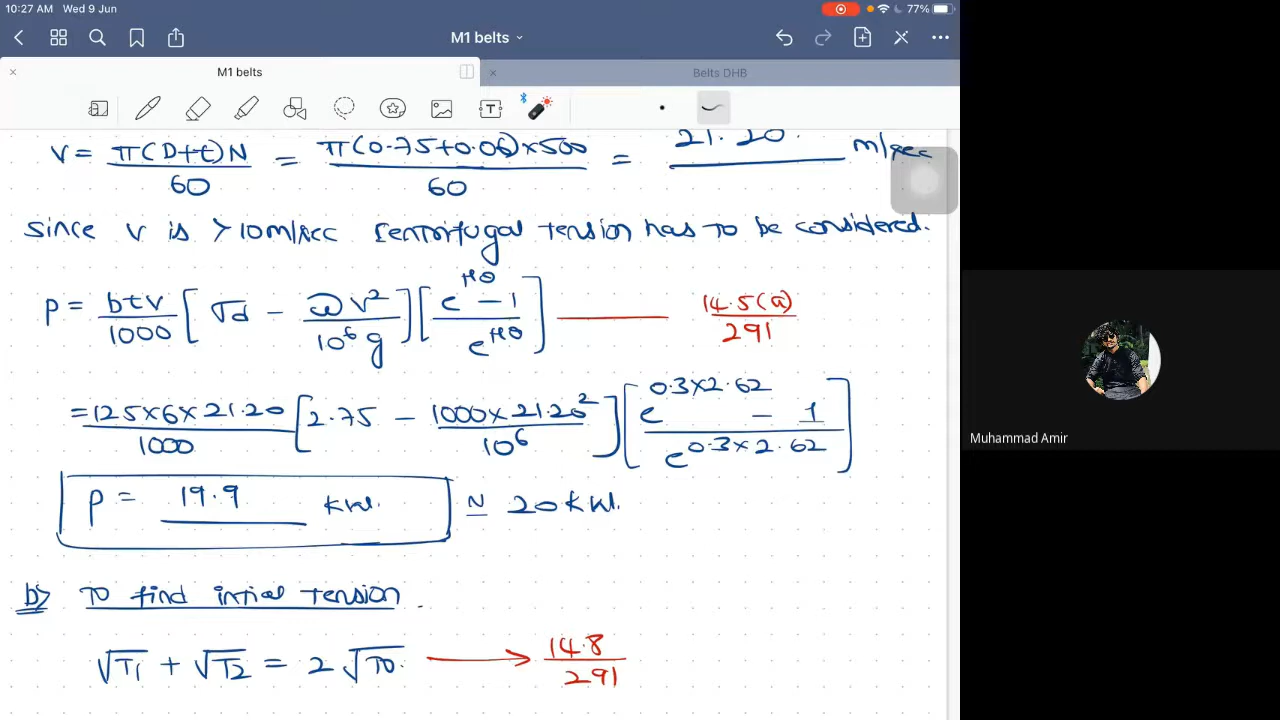 10:27 AM Wed 9 Jun
77%
M1 belts
M1 belts
Belts DHB
V = π(D+t)N / 60 = π(0.75+0.06)×500 / 60 = 21.20 m/sec
since V is >10m/sec centrifugal tension has to be considered.
P = btv / 1000 [ σd − ωv² / 10⁶g ] [ e^μθ − 1 / e^μθ ] —— 14.5(a) / 291
= 125×6×21.20 / 1000 [ 2.75 − 1000×21.20² / 10⁶ ] [ e^0.3×2.62 − 1 / e^0.3×2.62 ]
P = 19.9 kW. ≃ 20kW.
b> To find intial tension.
√T1 + √T2 = 2√T0. → 14.8 / 291
Muhammad Amir